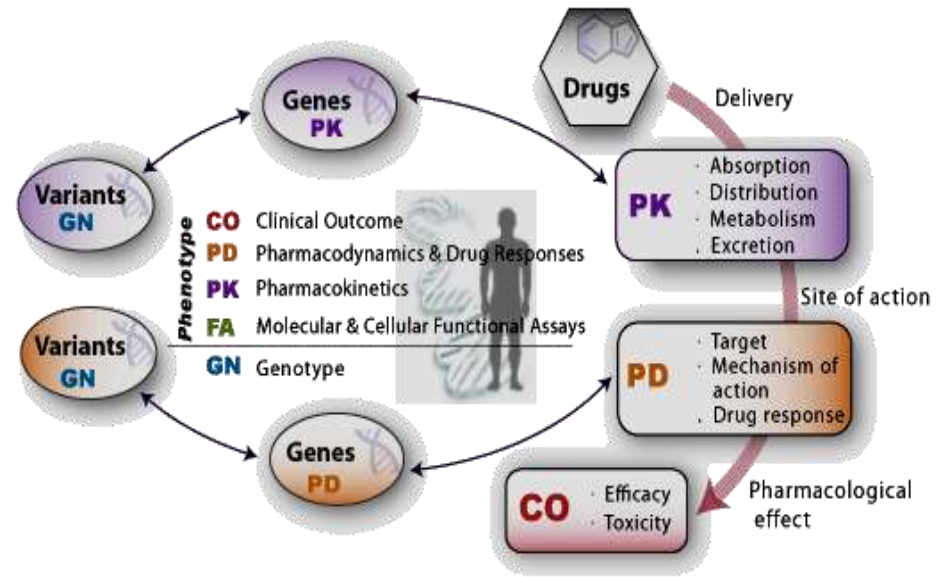 Drugs
Delivery
Genes
PK
Variants
GN
PK
· Absorption
· Distribution
· Metabolism
. Excretion
Phenotype
CO Clinical Outcome
PD Pharmacodynamics & Drug Responses
PK Pharmacokinetics
FA Molecular & Cellular Functional Assays
GN Genotype
Site of action
Variants
GN
PD
· Target
· Mechanism of
action
. Drug response
Genes
PD
CO
· Efficacy
· Toxicity
Pharmacological
effect